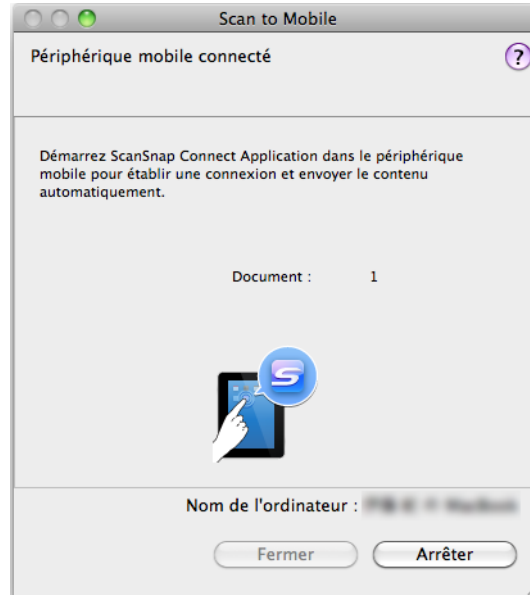 Scan to Mobile
Périphérique mobile connecté
?
Démarrez ScanSnap Connect Application dans le périphérique
mobile pour établir une connexion et envoyer le contenu
automatiquement.
Document : 1
S
Nom de l'ordinateur :
Fermer Arrêter